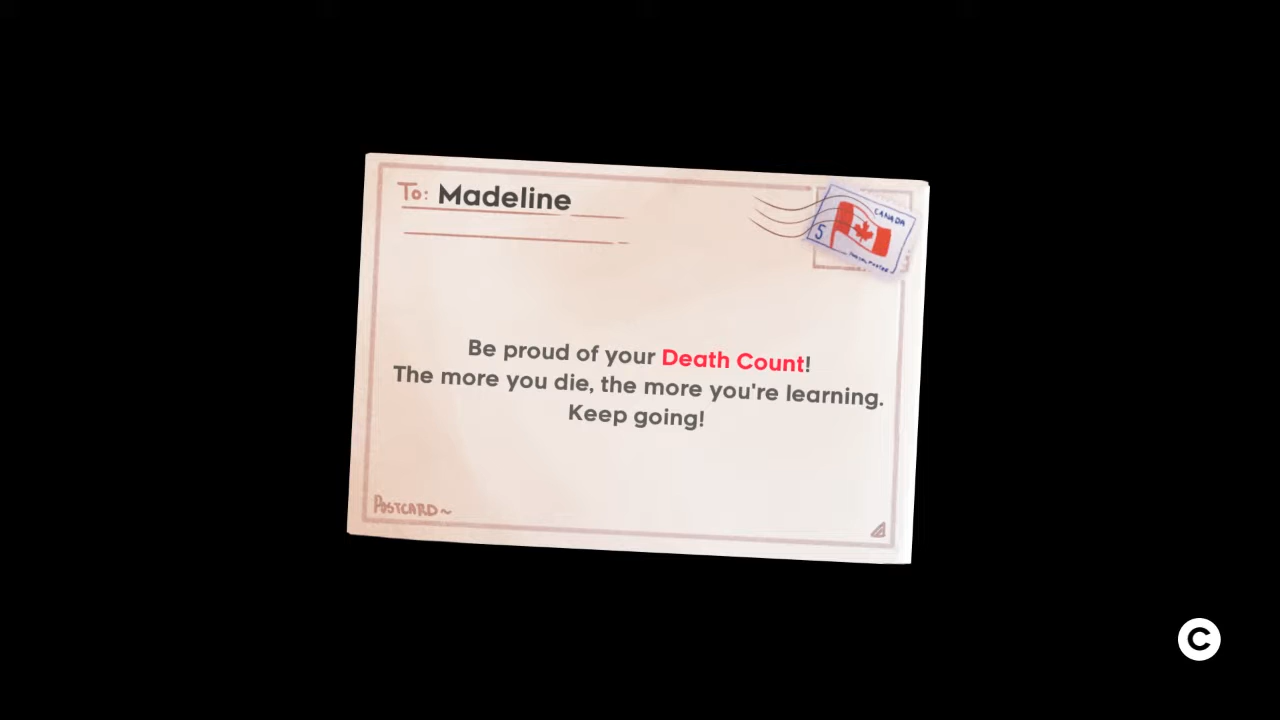 To: Madeline
CANADA
5
Be proud of your Death Count!
The more you die, the more you're learning.
Keep going!
POSTCARD~
C